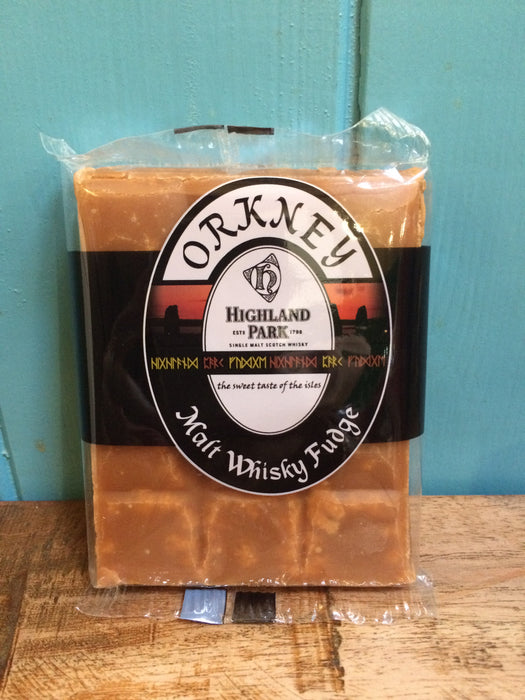 ORKNEY
HIGHLAND
ESTD 1798
PARK
SINGLE MALT SCOTCH WHISKY
the sweet taste of the isles
Malt Whisky Fudge